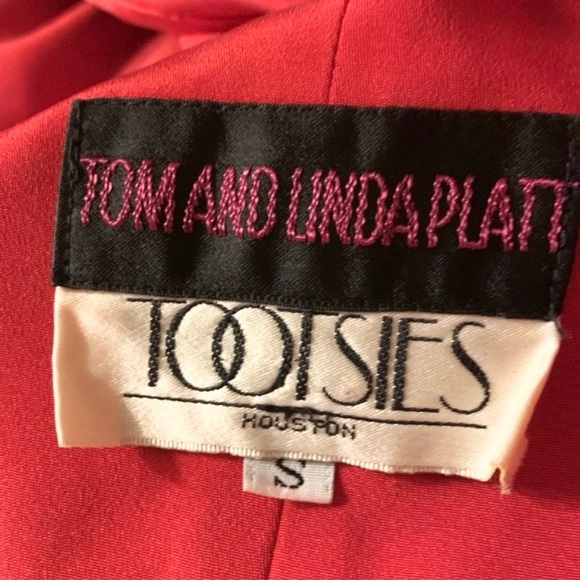 TOM AND LINDA PLATT
TOOTSIES
HOUSTON
S